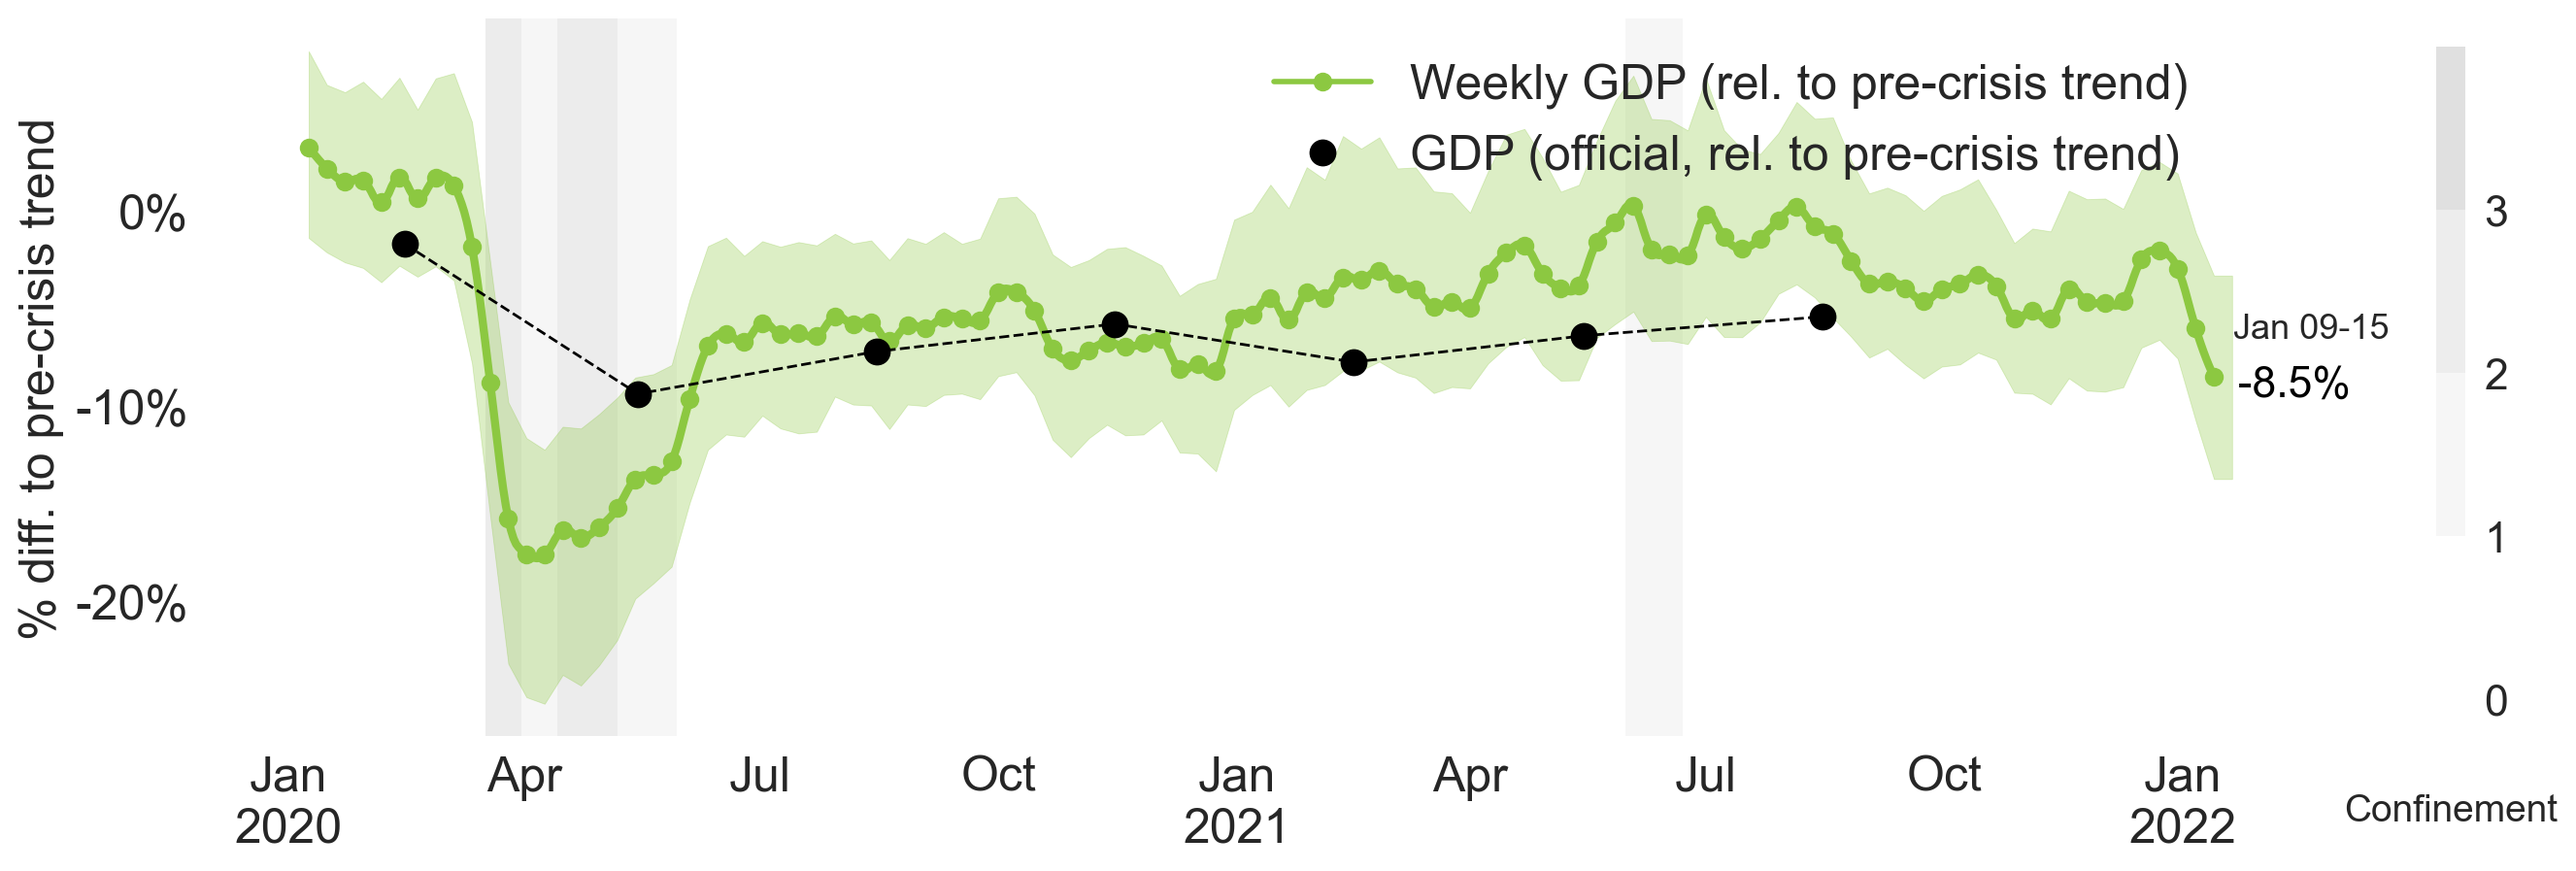 % diff. to pre-crisis trend
0%
-10%
-20%
Weekly GDP (rel. to pre-crisis trend)
GDP (official, rel. to pre-crisis trend)
Jan 09-15
-8.5%
3
2
1
0
Confinement
Jan Apr Jul Oct Jan Apr Jul Oct Jan
2020 2021 2022